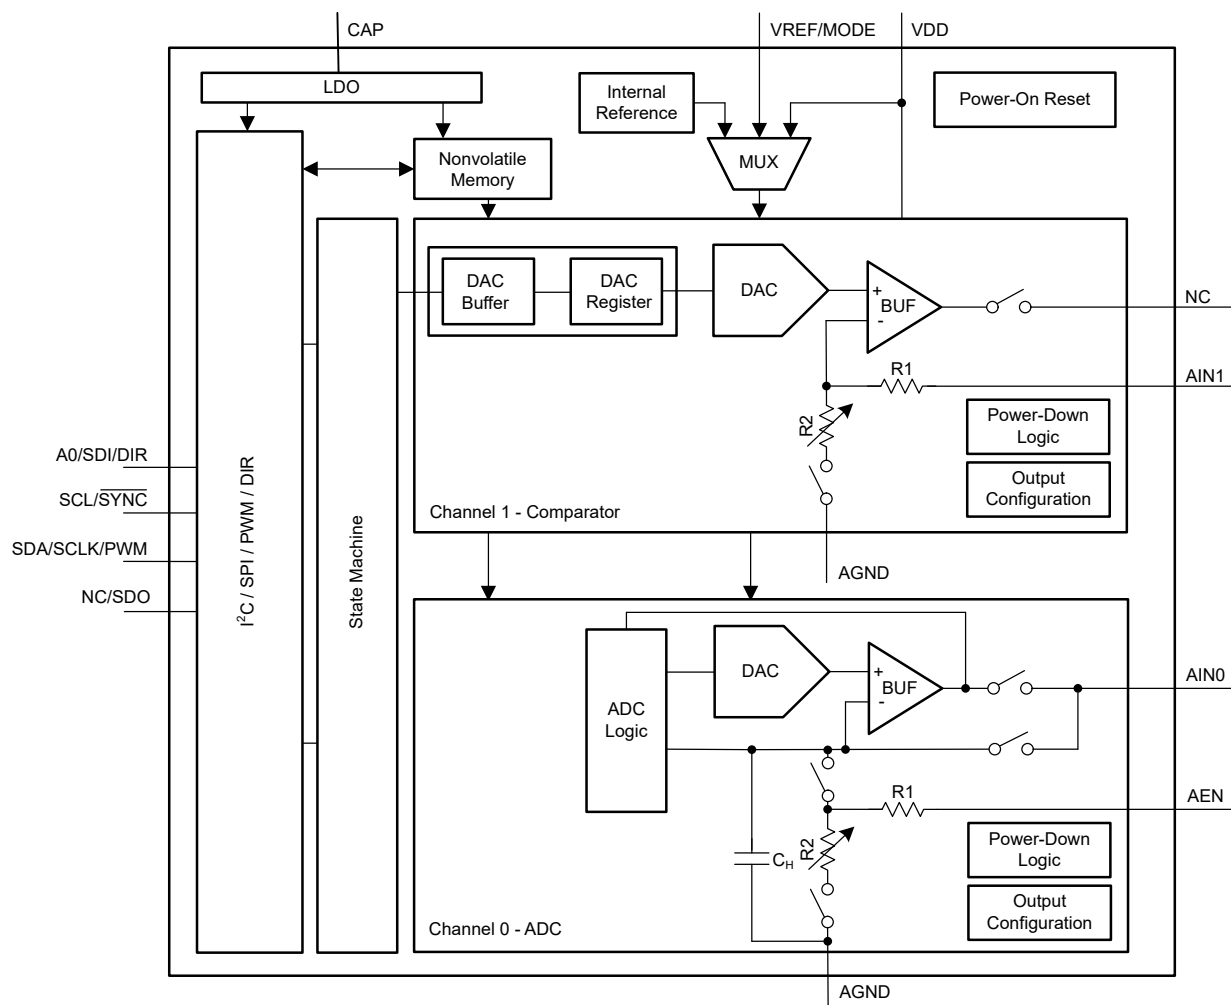 CAP
VREF/MODE
VDD
LDO
Internal
Reference
Power-On Reset
MUX
Nonvolatile
Memory
DAC
Buffer
DAC
Register
DAC
+
BUF
-
NC
R1
AIN1
R2
Power-Down
Logic
Output
Configuration
Channel 1 - Comparator
AGND
A0/SDI/DIR
SCL/SYNC
SDA/SCLK/PWM
NC/SDO
I²C / SPI / PWM / DIR
State Machine
ADC
Logic
DAC
+
BUF
-
AIN0
R1
AEN
R2
CH
Power-Down
Logic
Output
Configuration
Channel 0 - ADC
AGND